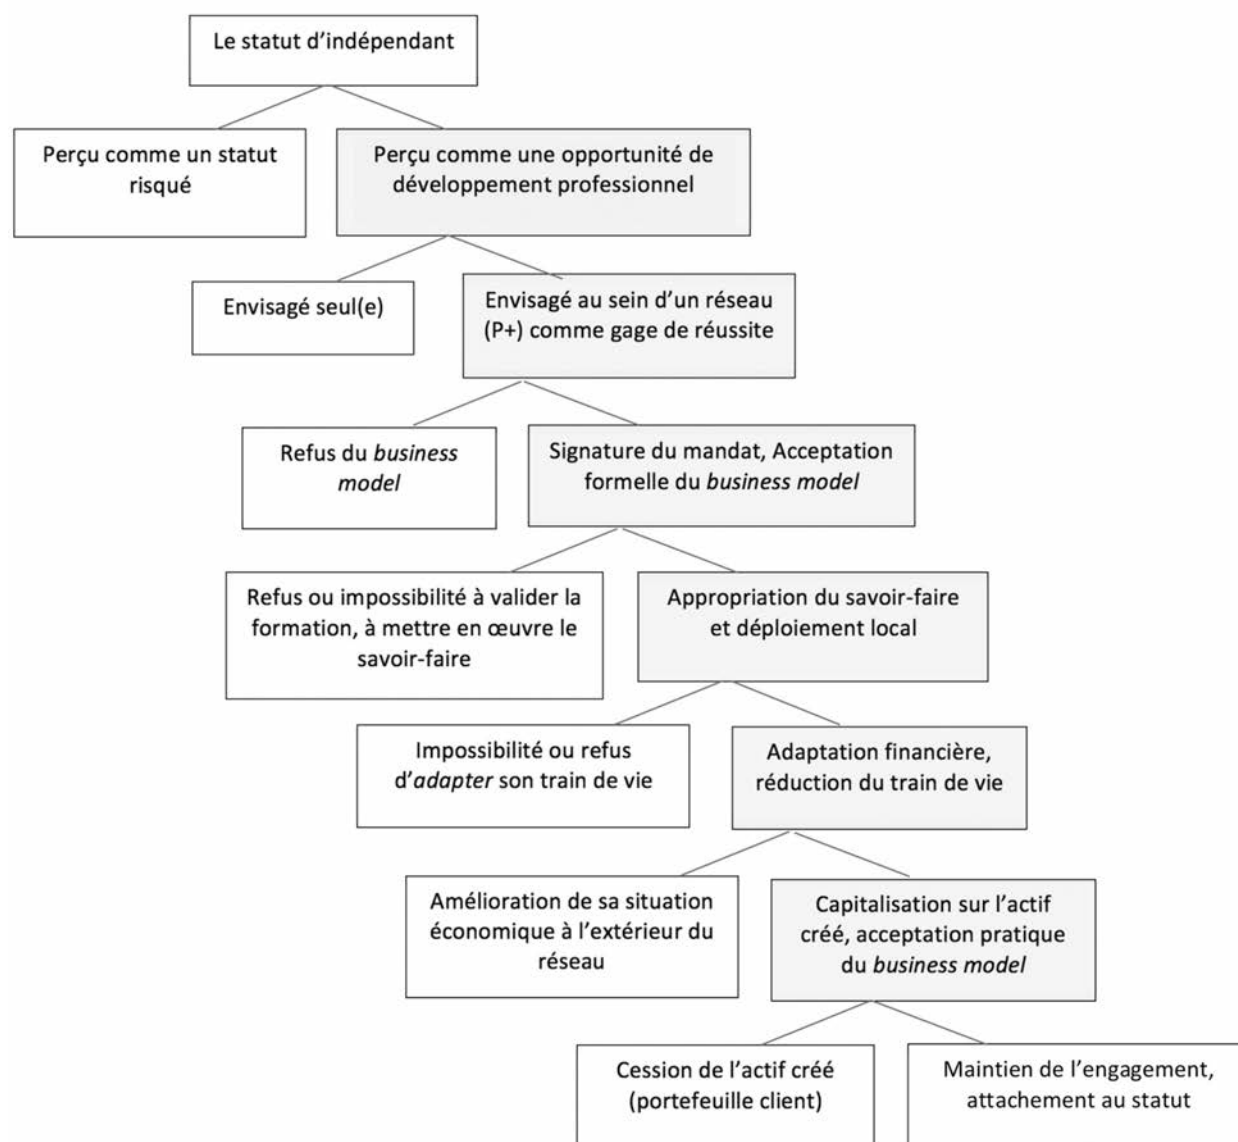 Le statut d’indépendant
Perçu comme un statut
risqué
Perçu comme une opportunité de
développement professionnel
Envisagé seul(e)
Envisagé au sein d’un réseau
(P+) comme gage de réussite
Refus du business
model
Signature du mandat, Acceptation
formelle du business model
Refus ou impossibilité à valider la
formation, à mettre en œuvre le
savoir-faire
Appropriation du savoir-faire
et déploiement local
Impossibilité ou refus
d’adapter son train de vie
Adaptation financière,
réduction du train de vie
Amélioration de sa situation
économique à l’extérieur du
réseau
Capitalisation sur l’actif
créé, acceptation pratique
du business model
Cession de l’actif créé
(portefeuille client)
Maintien de l’engagement,
attachement au statut